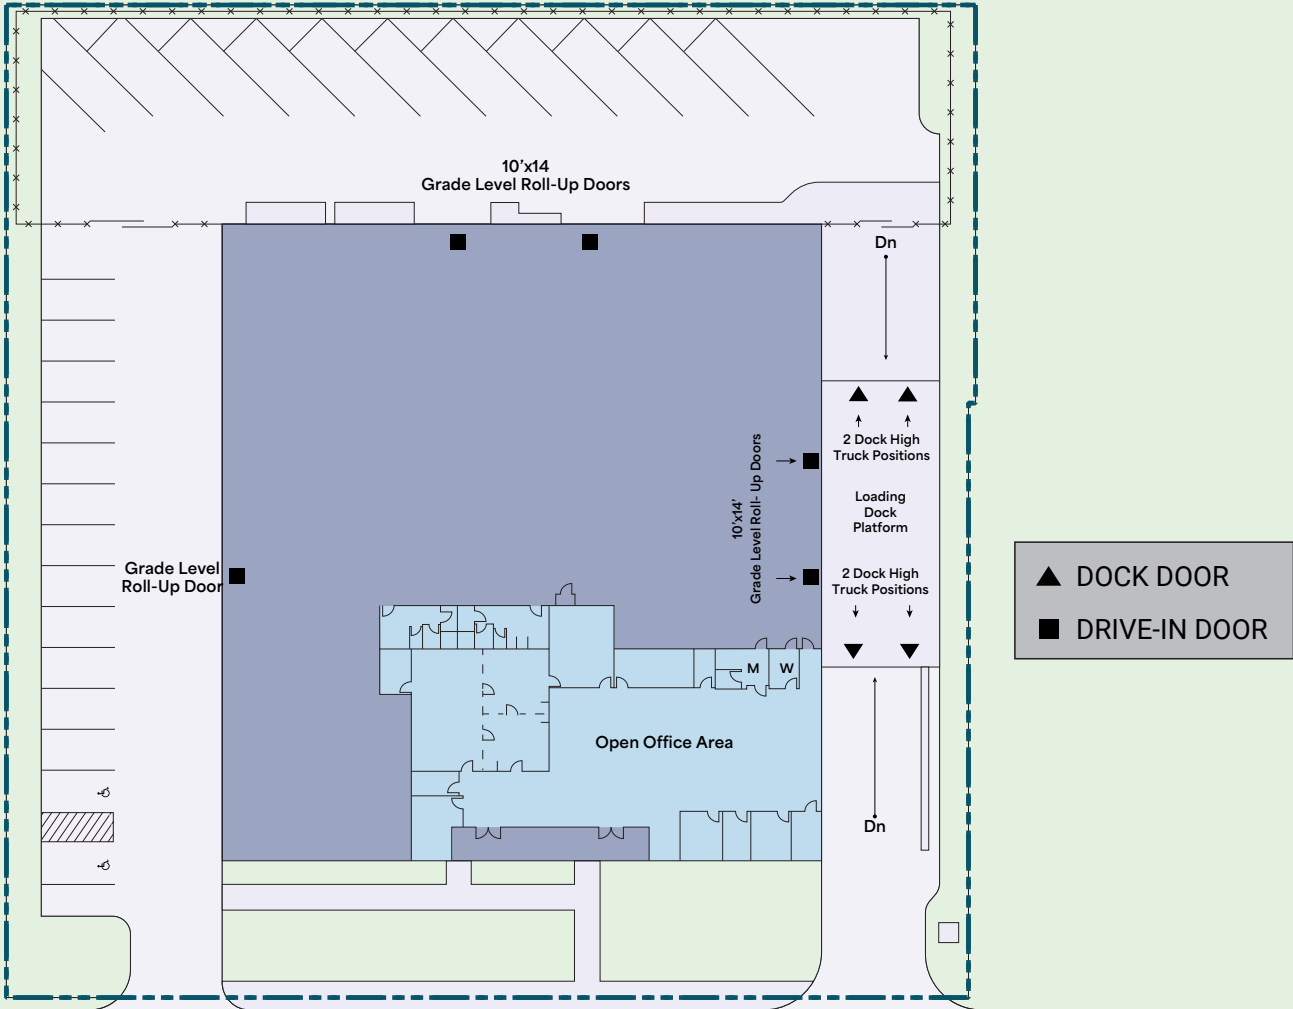 10’x14
Grade Level Roll-Up Doors
Dn
2 Dock High
Truck Positions
10'x14'
Grade Level Roll- Up Doors
Loading
Dock
Platform
Grade Level
Roll-Up Door
2 Dock High
Truck Positions
DOCK DOOR
DRIVE-IN DOOR
M
W
Open Office Area
Dn